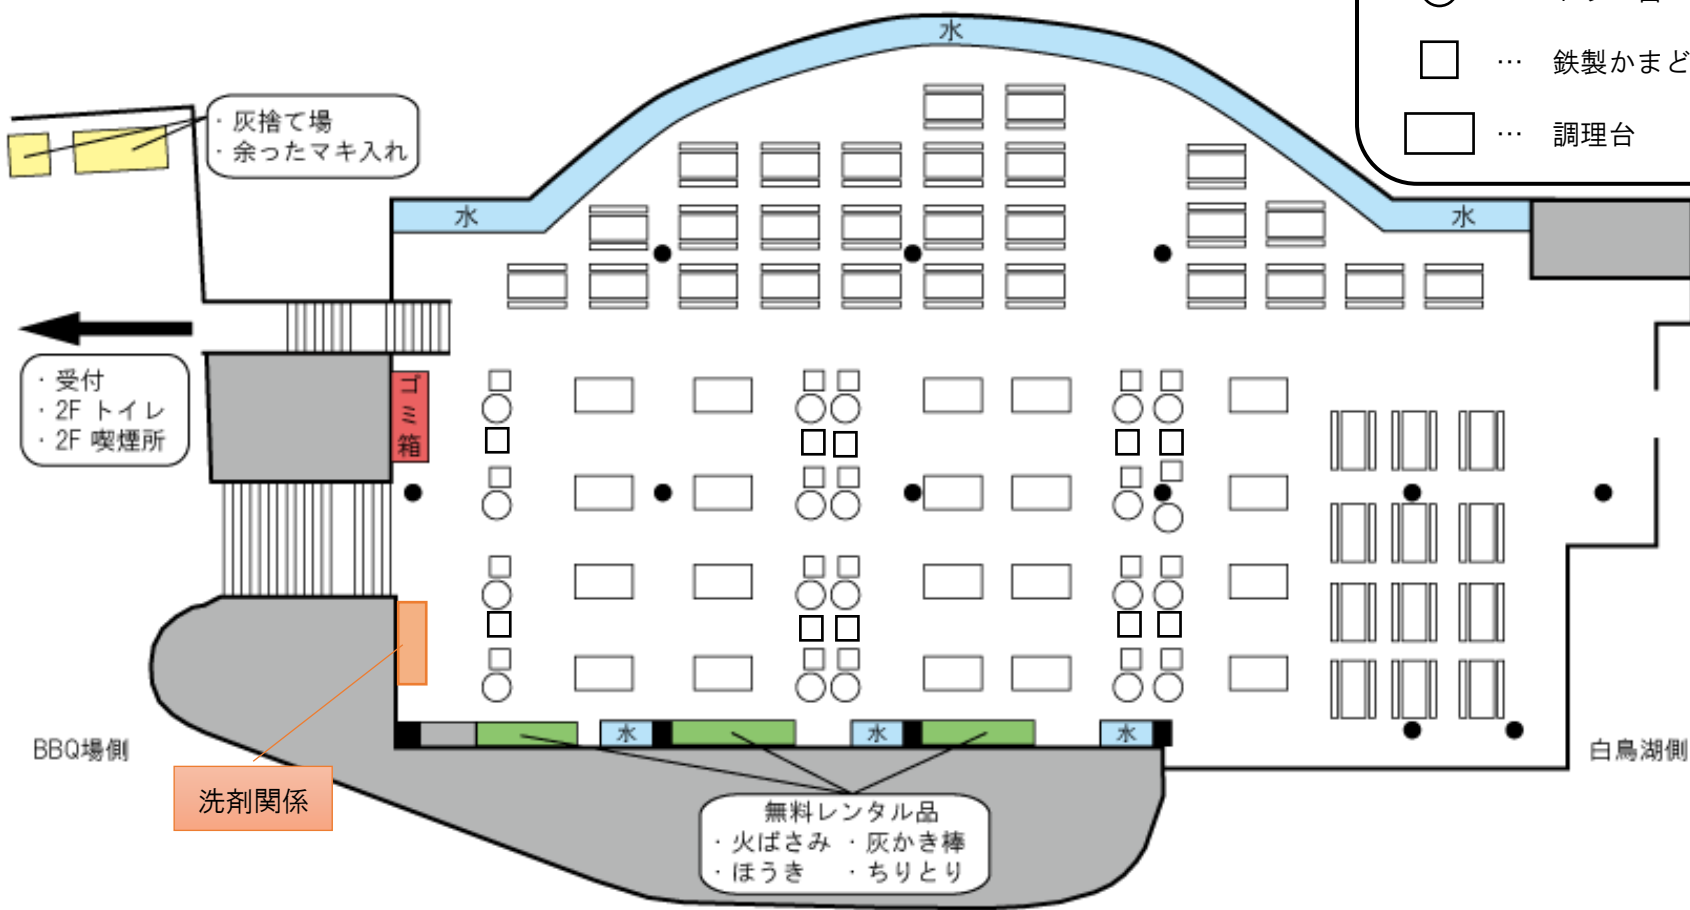 水
… 鉄製かまど
… 調理台
・灰捨て場
・余ったマキ入れ
水
水
・受付
・2F トイレ
・2F 喫煙所
ゴミ箱
水
水
水
BBQ場側
白鳥湖側
洗剤関係
無料レンタル品
・火ばさみ ・灰かき棒
・ほうき ・ちりとり